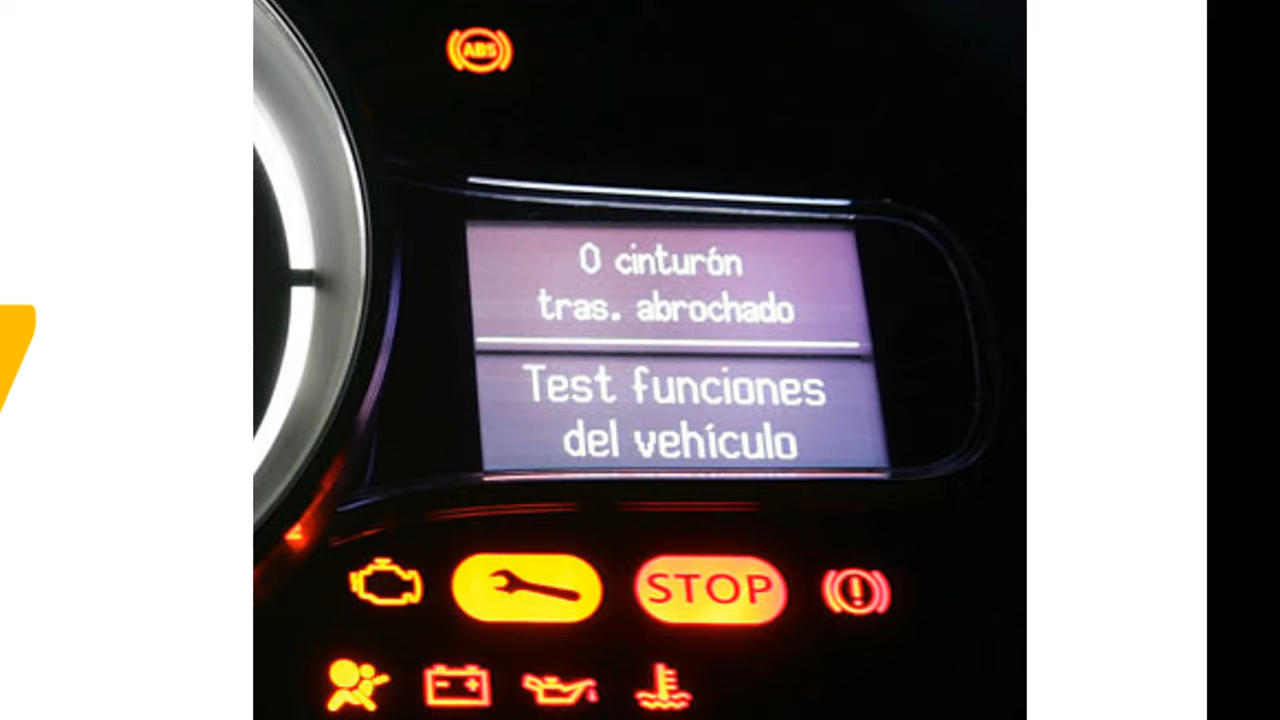 ABS
0 cinturón
tras. abrochado
Test funciones
del vehículo
STOP